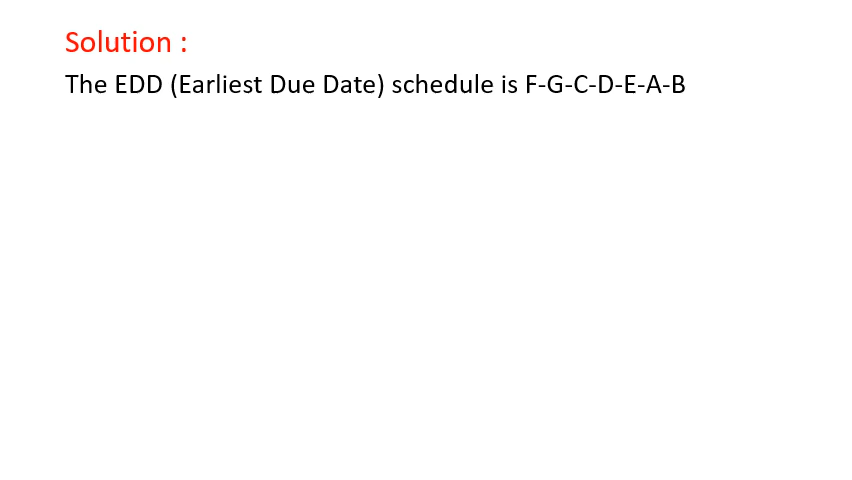 Solution :
The EDD (Earliest Due Date) schedule is F-G-C-D-E-A-B